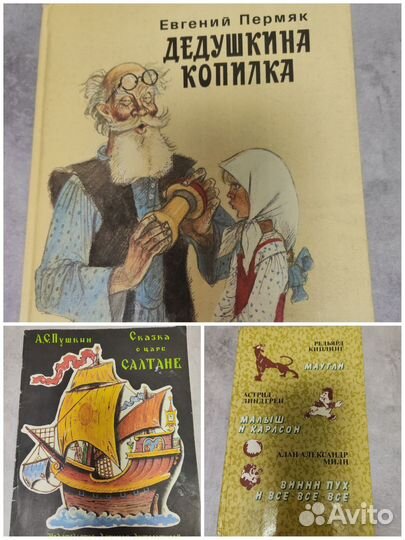 Евгений Пермяк
ДЕДУШКИНА
КОПИЛКА
А.С. Пушкин
Сказка
о царе
САЛТАНЕ
РЕДЬЯРД
КИПЛИНГ
МАУГЛИ
АСТРИД
ЛИНДГРЕН
МАЛЫШ
И КАРЛСОН
АЛАН АЛЕКСАНДР
МИЛН
ВИННИ ПУХ
И ВСЕ ВСЕ ВСЕ
Avito